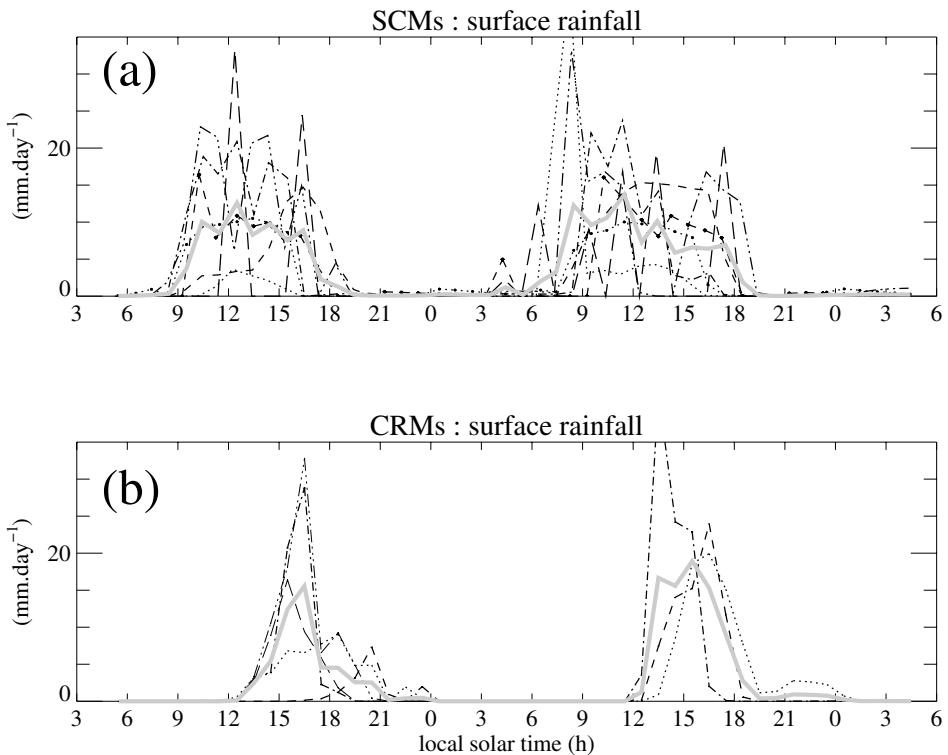 SCMs : surface rainfall
(a)
20
(mm.day⁻¹)
0
3 6 9 12 15 18 21 0 3 6 9 12 15 18 21 0 3 6
CRMs : surface rainfall
(b)
20
(mm.day⁻¹)
0
3 6 9 12 15 18 21 0 3 6 9 12 15 18 21 0 3 6
local solar time (h)